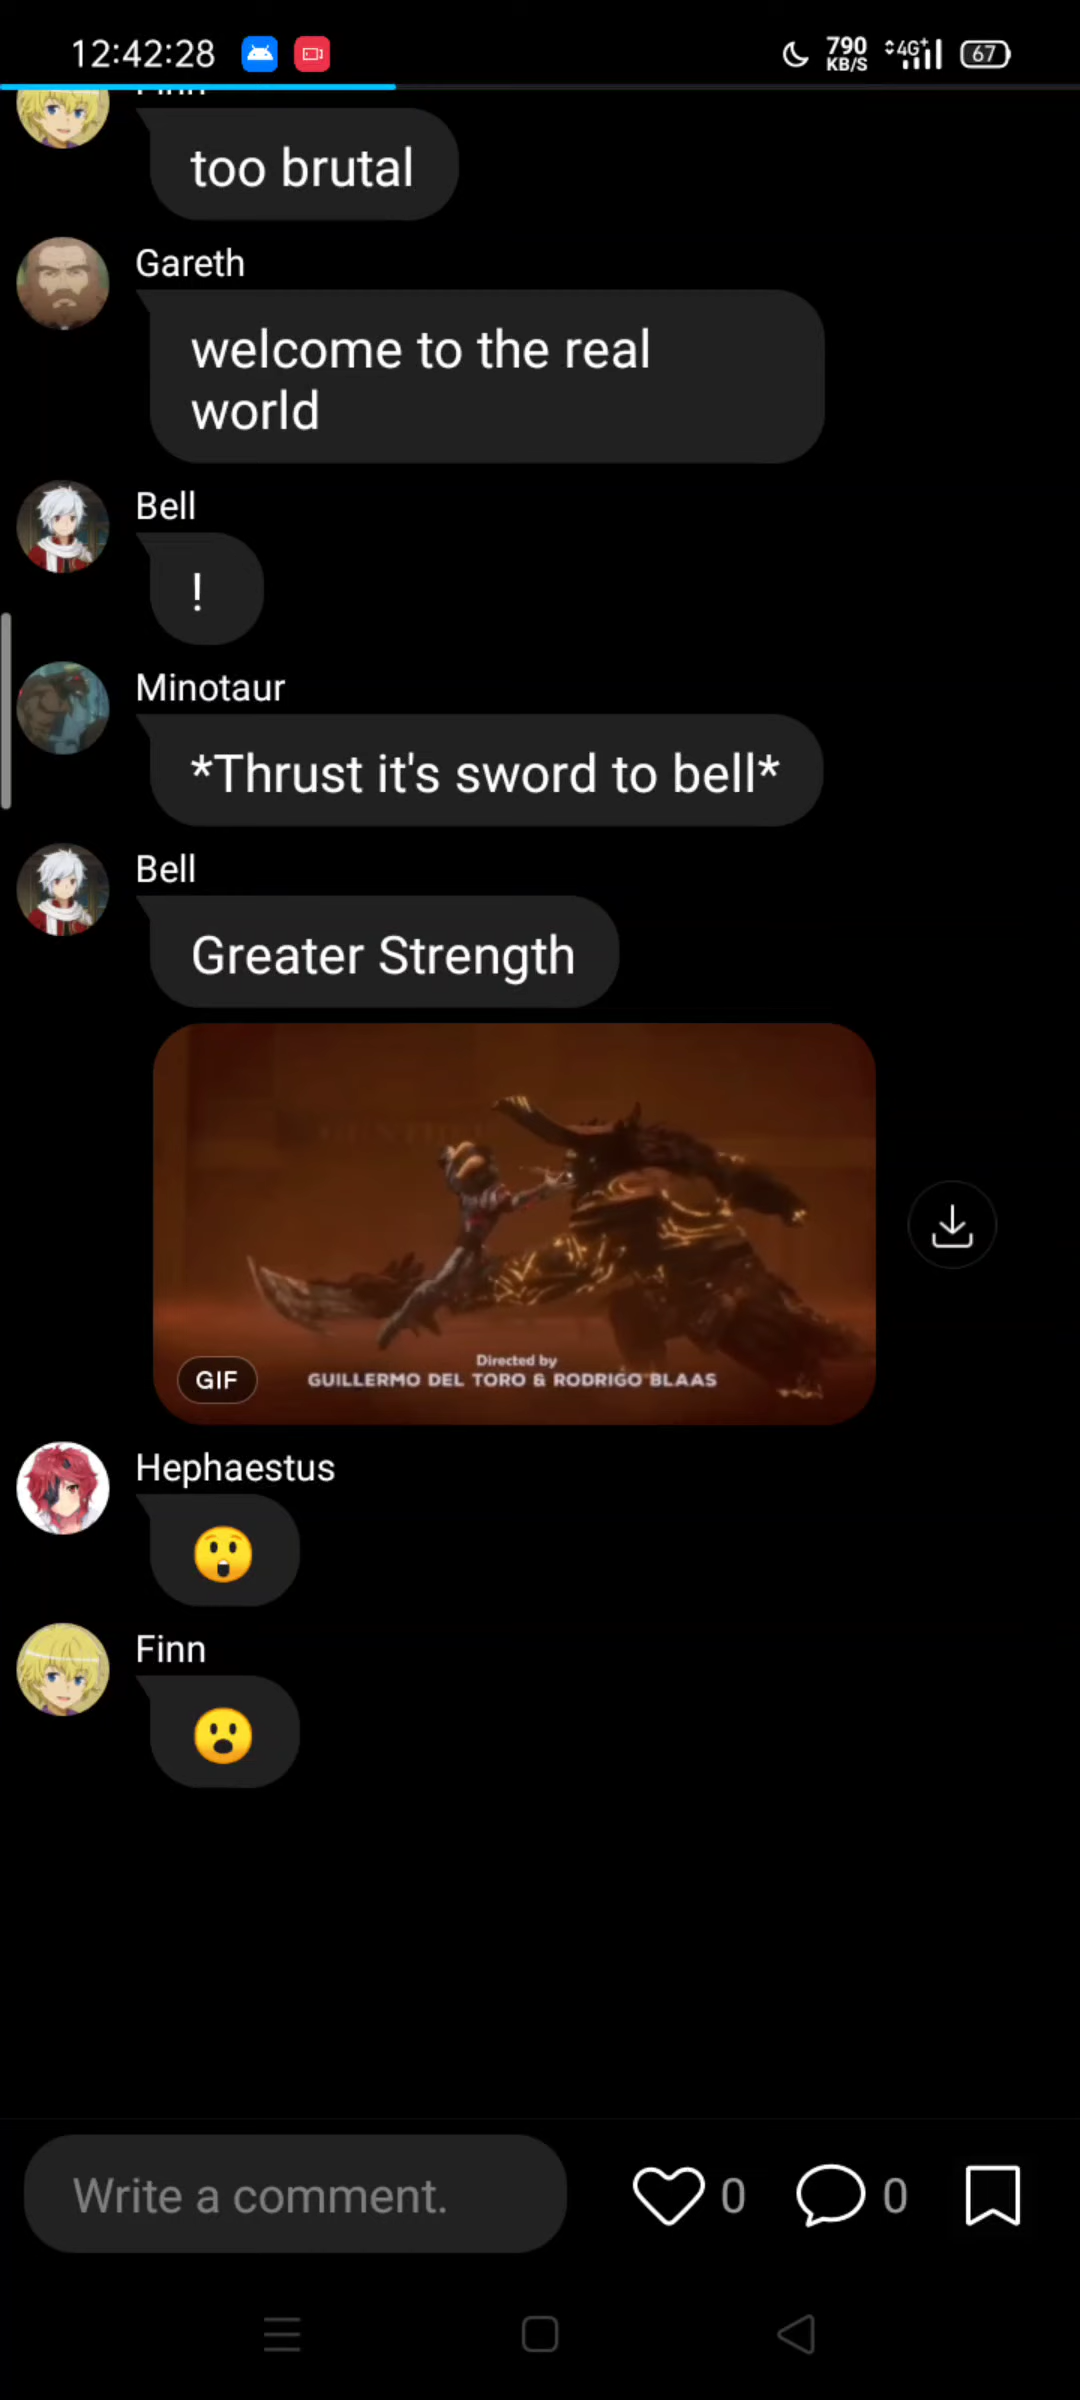 12:42:28
790
KB/S
4G+
67
Finn
too brutal
Gareth
welcome to the real
world
Bell
!
Minotaur
*Thrust it's sword to bell*
Bell
Greater Strength
Directed by
GUILLERMO DEL TORO & RODRIGO BLAAS
GIF
Hephaestus
😲
Finn
😮
Write a comment.
0
0